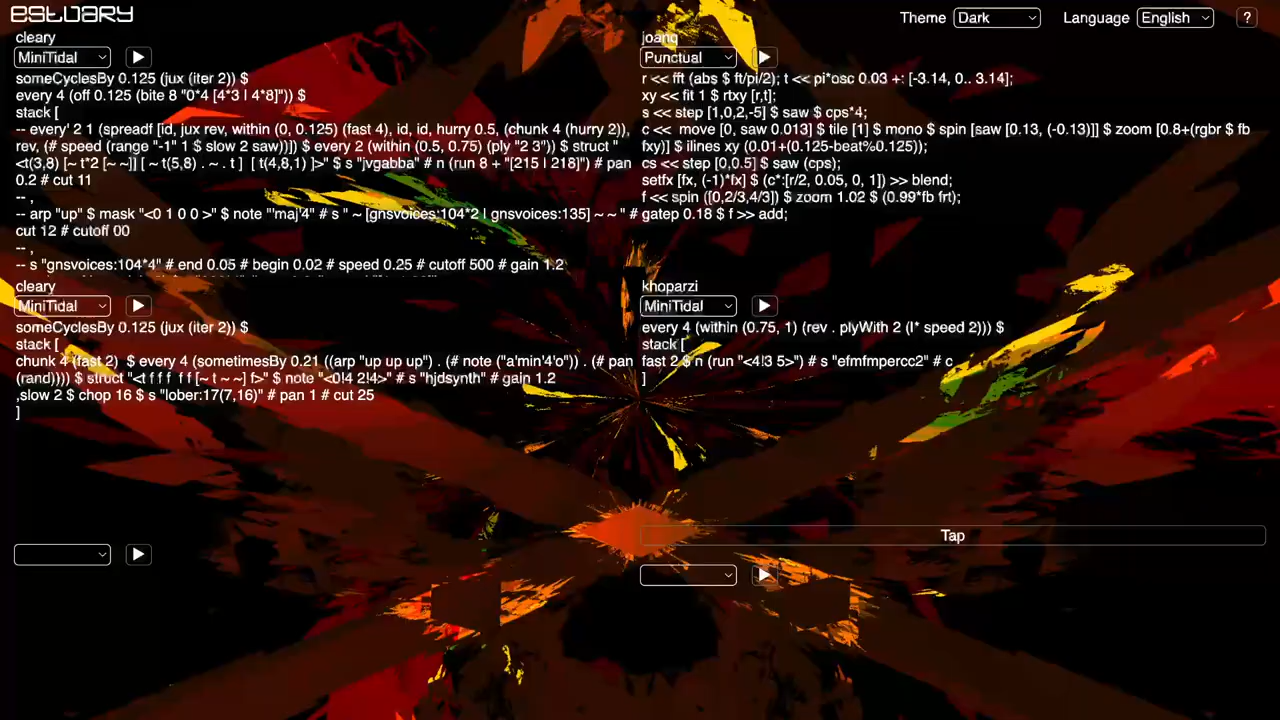 estuary
Theme Dark Language English ?
cleary
MiniTidal
someCyclesBy 0.125 (jux (iter 2)) $
every 4 (off 0.125 (bite 8 "0*4 [4*3 | 4*8]")) $
stack [
-- every' 2 1 (spreadf [id, jux rev, within (0, 0.125) (fast 4), id, id, hurry 0.5, (chunk 4 (hurry 2)),
rev, (# speed (range "-1" 1 $ slow 2 saw))]) $ every 2 (within (0.5, 0.75) (ply "2 3")) $ struct "
<t(3,8) [~ t*2 [~ ~]] [ ~ t(5,8) . ~ . t ]  [ t(4,8,1) ]>" $ s "jvgabba" # n (run 8 + "[215 | 218]") # pan
0.2 # cut 11
-- ,
-- arp "up" $ mask "<0 1 0 0 >" $ note "'maj'4" # s " ~ [gnsvoices:104*2 | gnsvoices:135] ~ ~ " #
cut 12 # cutoff 00
-- ,
-- s "gnsvoices:104*4" # end 0.05 # begin 0.02 # speed 0.25 # cutoff 500 # gain 1.2
joanq
Punctual
r << fft (abs $ ft/pi/2); t << pi*osc 0.03 +: [-3.14, 0.. 3.14];
xy << fit 1 $ rtxy [r,t];
s << step [1,0,2,-5] $ saw $ cps*4;
c <<  move [0, saw 0.013] $ tile [1] $ mono $ spin [saw [0.13, (-0.13)]] $ zoom [0.8+(rgbr $ fb
fxy)] $ ilines xy (0.01+(0.125-beat%0.125));
cs << step [0,0.5] $ saw (cps);
setfx [fx, (-1)*fx] $ (c*:[r/2, 0.05, 0, 1]) >> blend;
f << spin ([0,2/3,4/3]) $ zoom 1.02 $ (0.99*fb frt);
gatep 0.18 $ f >> add;
cleary
MiniTidal
someCyclesBy 0.125 (jux (iter 2)) $
stack [
chunk 4 (fast 2)  $ every 4 (sometimesBy 0.21 ((arp "up up up") . (# note ("a'min'4'o")) . (# pan
(rand)))) $ struct "<t f f f  f f [~ t ~ ~] f>" $ note "<0!4 2!4>" # s "hjdsynth" # gain 1.2
,slow 2 $ chop 16 $ s "lober:17(7,16)" # pan 1 # cut 25
]
khoparzi
MiniTidal
every 4 (within (0.75, 1) (rev . plyWith 2 (|* speed 2))) $
stack [
fast 2 $ n (run "<4!3 5>") # s "efmfmpercc2" # c
]
Tap